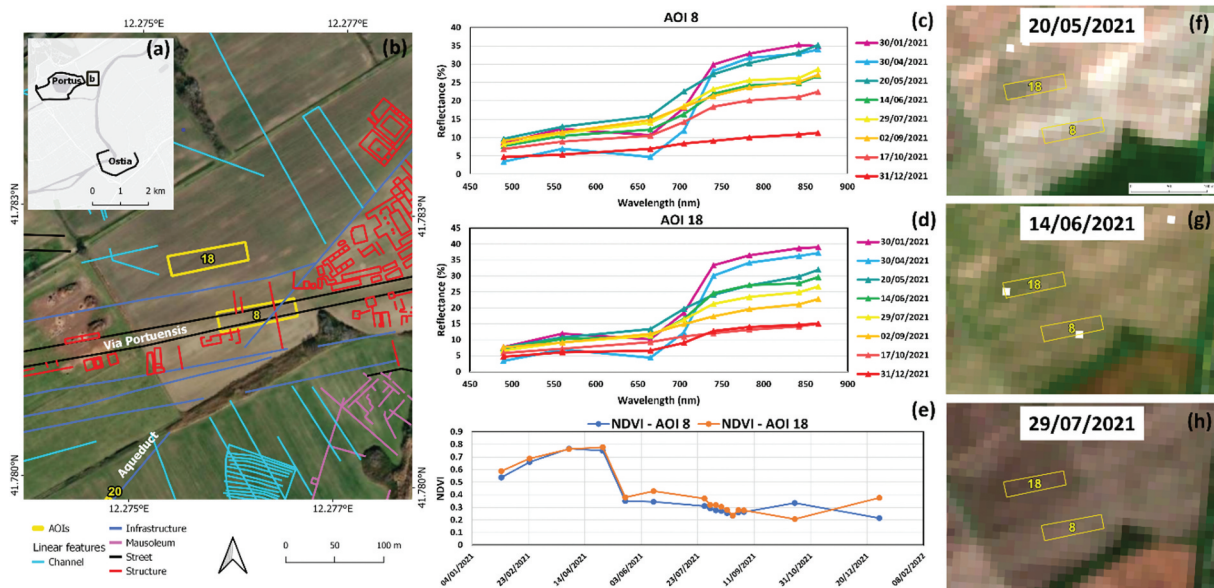 12.275°E
12.277°E
(a)
(b)
Portus
b
Ostia
0 1 2 km
41.783°N
41.783°N
18
8
Via Portuensis
Aqueduct
20
41.780°N
41.780°N
12.275°E
12.277°E
AOIs
Linear features
Channel
Infrastructure
Mausoleum
Street
Structure
0 50 100 m
AOI 8
(c)
Reflectance (%)
40
35
30
25
20
15
10
5
0
450 500 550 600 650 700 750 800 850 900
Wavelength (nm)
30/01/2021
30/04/2021
20/05/2021
14/06/2021
29/07/2021
02/09/2021
17/10/2021
31/12/2021
AOI 18
(d)
Reflectance (%)
45
40
35
30
25
20
15
10
5
0
450 500 550 600 650 700 750 800 850 900
Wavelength (nm)
30/01/2021
30/04/2021
20/05/2021
14/06/2021
29/07/2021
02/09/2021
17/10/2021
31/12/2021
NDVI - AOI 8
NDVI - AOI 18
(e)
NDVI
0.9
0.8
0.7
0.6
0.5
0.4
0.3
0.2
0.1
0
04/01/2021
23/02/2021
14/04/2021
03/06/2021
23/07/2021
11/09/2021
31/10/2021
20/12/2021
08/02/2022
20/05/2021
(f)
18
8
14/06/2021
(g)
18
8
29/07/2021
(h)
18
8